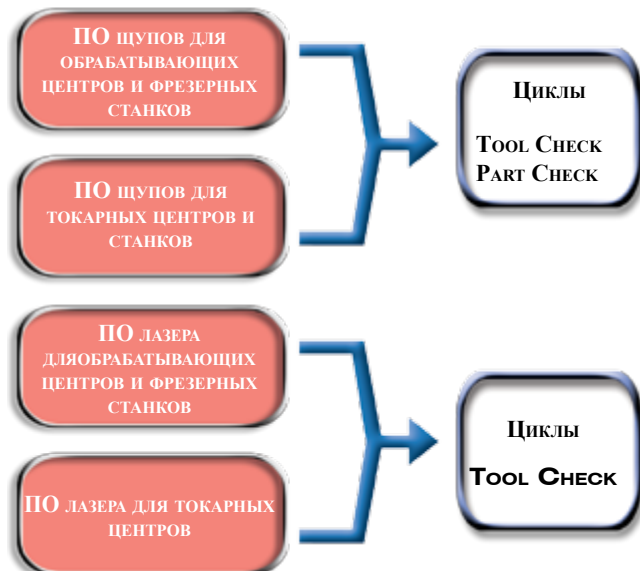 ПО щупов для
обрабатывающих
центров и фрезерных
станков
ПО щупов для
токарных центров и
станков
Циклы
Tool Check
Part Check
ПО лазера
дляобрабатывающих
центров и фрезерных
станков
ПО лазера для токарных
центров
Циклы
Tool Check